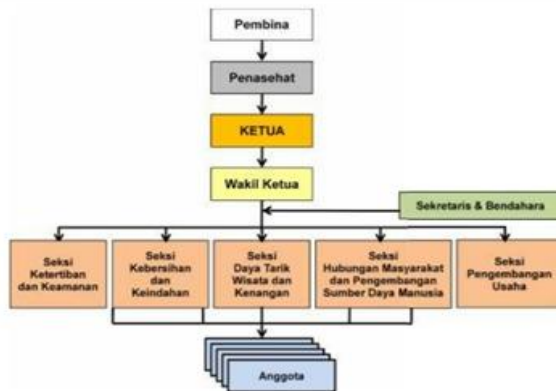 Pembina
Penasehat
KETUA
Wakil Ketua
Sekretaris & Bendahara
Seksi
Ketertiban
dan Keamanan
Seksi
Kebersihan
dan
Keindahan
Seksi
Daya Tarik
Wisata dan
Kenangan
Seksi
Hubungan Masyarakat
dan Pengembangan
Sumber Daya Manusia
Seksi
Pengembangan
Usaha
Anggota